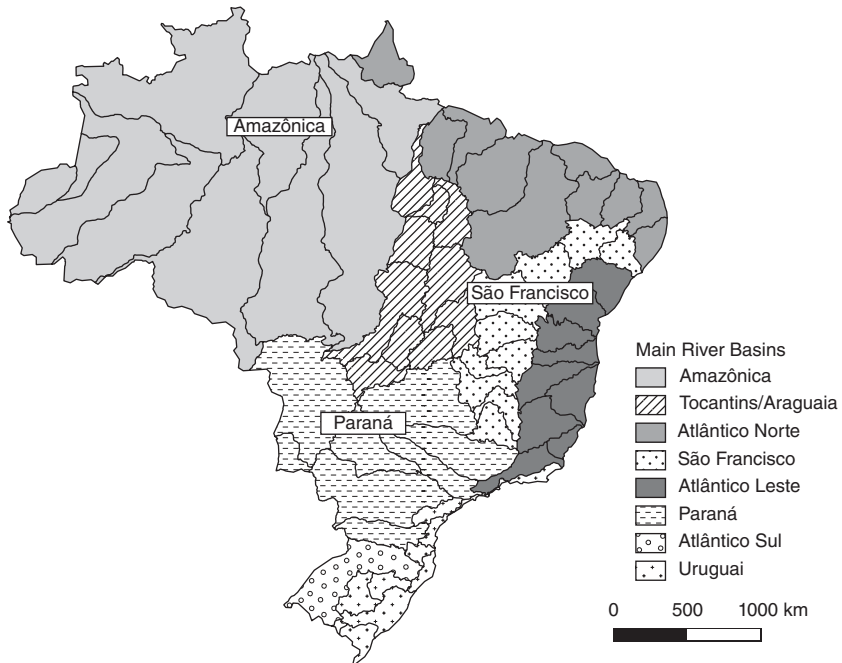 Amazônica
São Francisco
Paraná
Main River Basins
Amazônica
Tocantins/Araguaia
Atlântico Norte
São Francisco
Atlântico Leste
Paraná
Atlântico Sul
Uruguai
0 500 1000 km